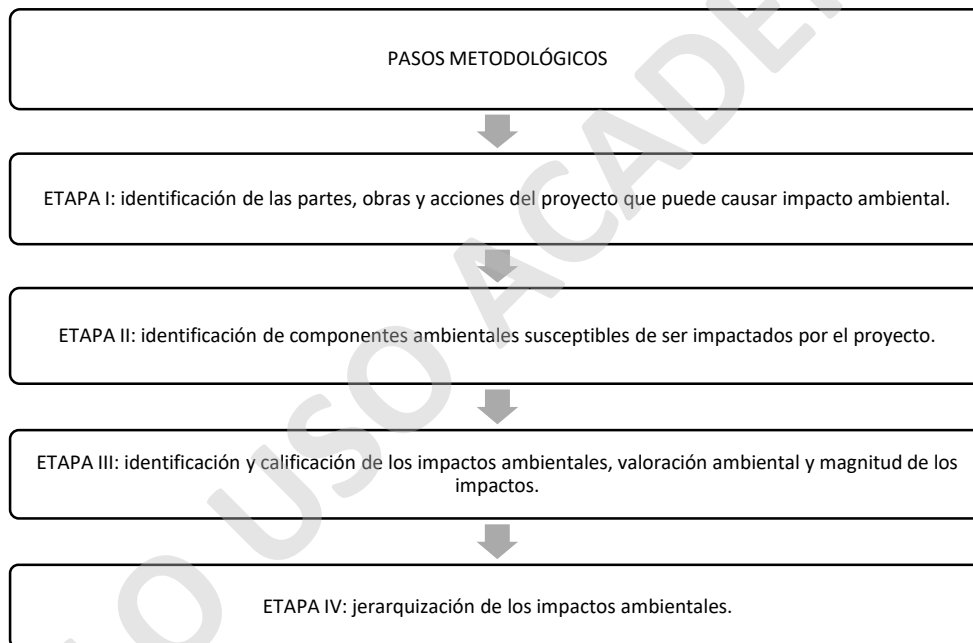 PASOS METODOLÓGICOS
ETAPA I: identificación de las partes, obras y acciones del proyecto que puede causar impacto ambiental.
ETAPA II: identificación de componentes ambientales susceptibles de ser impactados por el proyecto.
ETAPA III: identificación y calificación de los impactos ambientales, valoración ambiental y magnitud de los
impactos.
ETAPA IV: jerarquización de los impactos ambientales.
USO